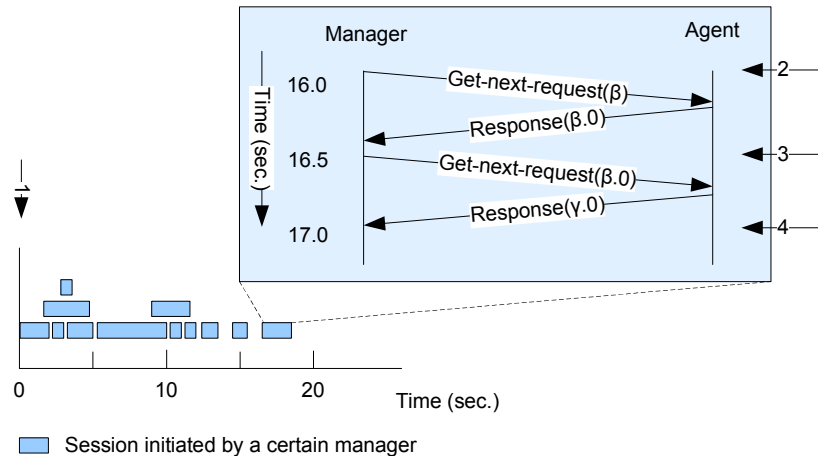 Manager
Agent
Time (sec.)
16.0
Get-next-request(β)
2
Response(β.0)
16.5
3
Get-next-request(β.0)
Response(γ.0)
17.0
4
1
0
10
20
Time (sec.)
Session initiated by a certain manager